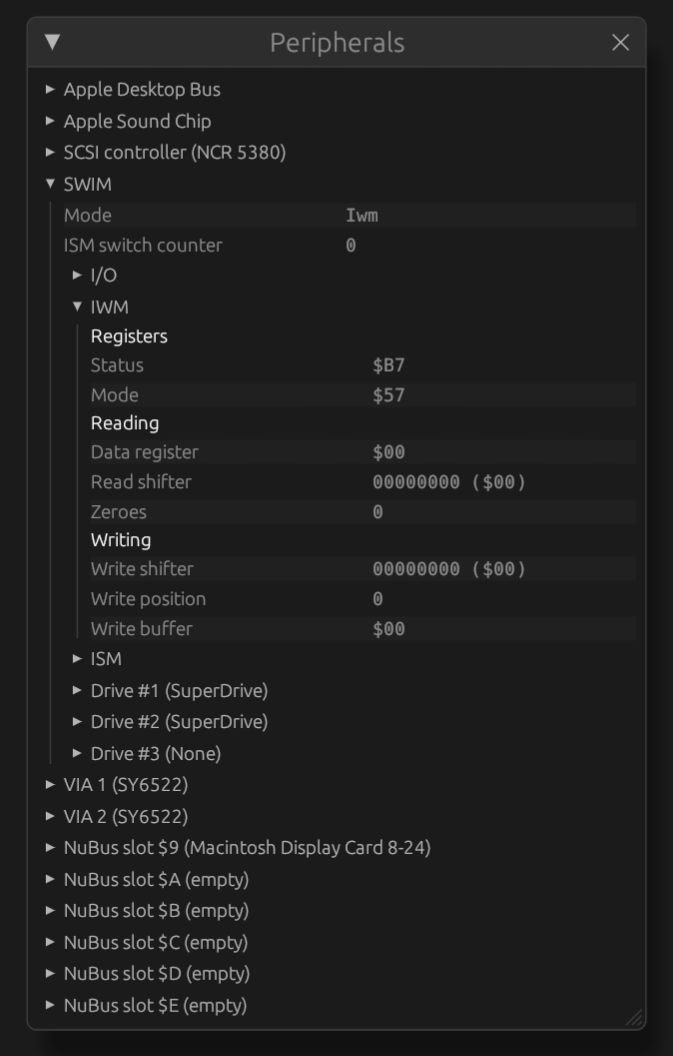 Peripherals
Apple Desktop Bus
Apple Sound Chip
SCSI controller (NCR 5380)
SWIM
Mode Iwm
ISM switch counter 0
I/O
IWM
Registers
Status $B7
Mode $57
Reading
Data register $00
Read shifter 00000000 ($00)
Zeroes 0
Writing
Write shifter 00000000 ($00)
Write position 0
Write buffer $00
ISM
Drive #1 (SuperDrive)
Drive #2 (SuperDrive)
Drive #3 (None)
VIA 1 (SY6522)
VIA 2 (SY6522)
NuBus slot $9 (Macintosh Display Card 8-24)
NuBus slot $A (empty)
NuBus slot $B (empty)
NuBus slot $C (empty)
NuBus slot $D (empty)
NuBus slot $E (empty)